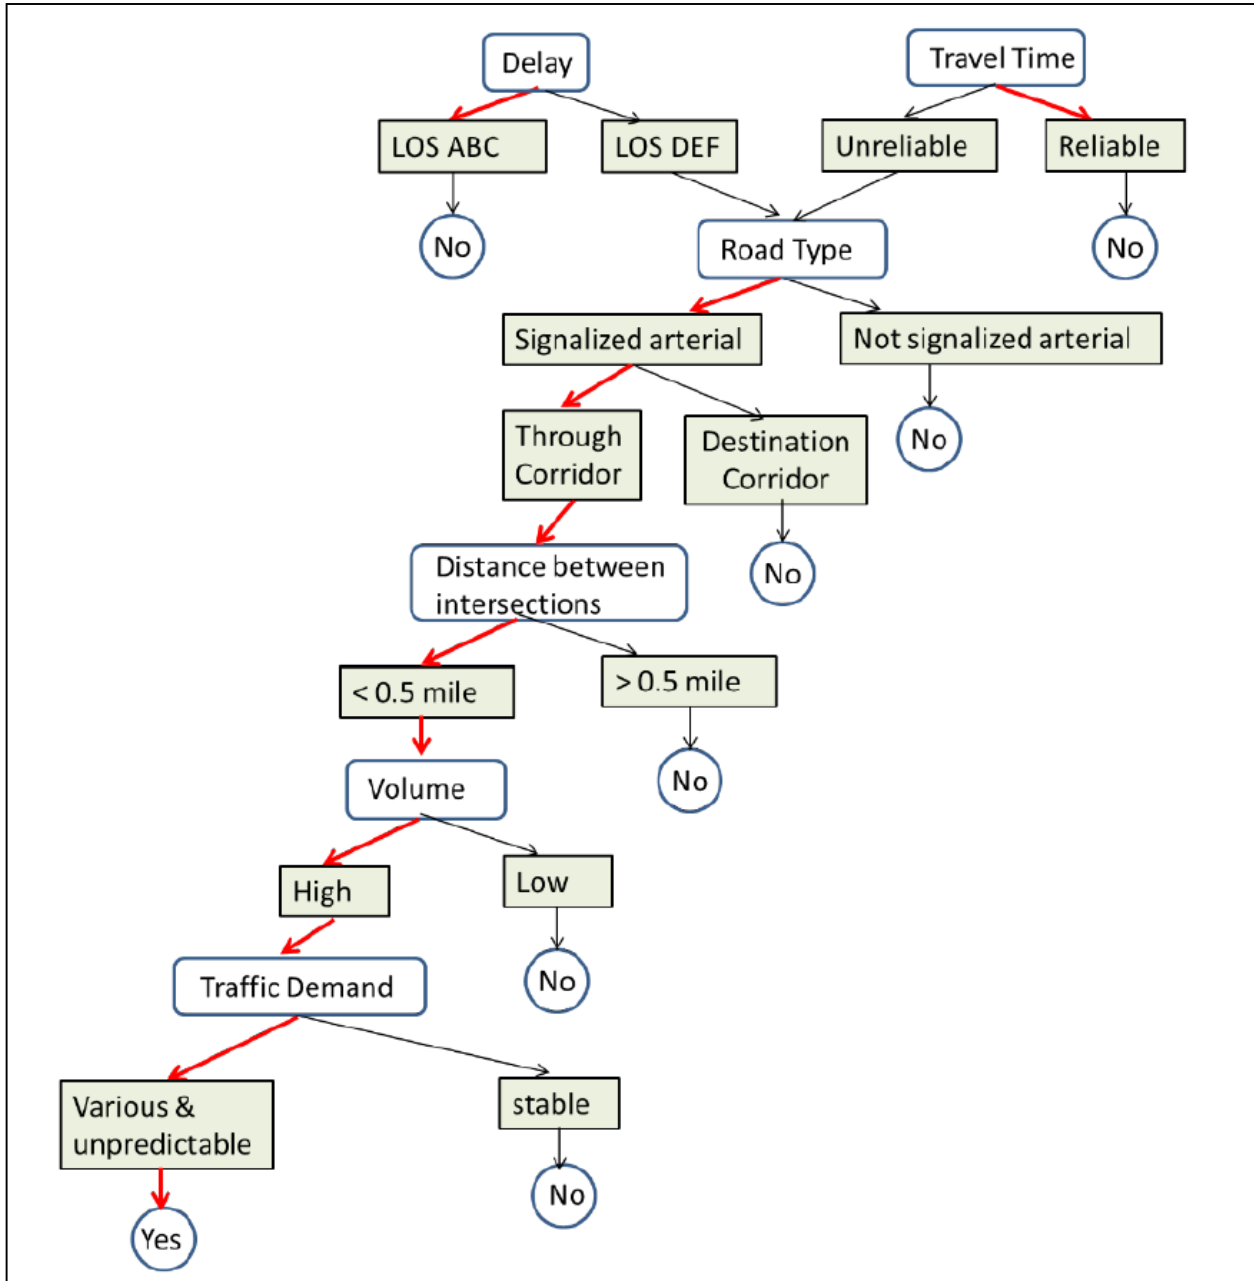 Delay
Travel Time
LOS ABC
LOS DEF
Unreliable
Reliable
No
Road Type
No
Signalized arterial
Not signalized arterial
Through
Corridor
Destination
Corridor
No
Distance between
intersections
No
< 0.5 mile
> 0.5 mile
Volume
No
High
Low
Traffic Demand
No
Various &
unpredictable
stable
Yes
No